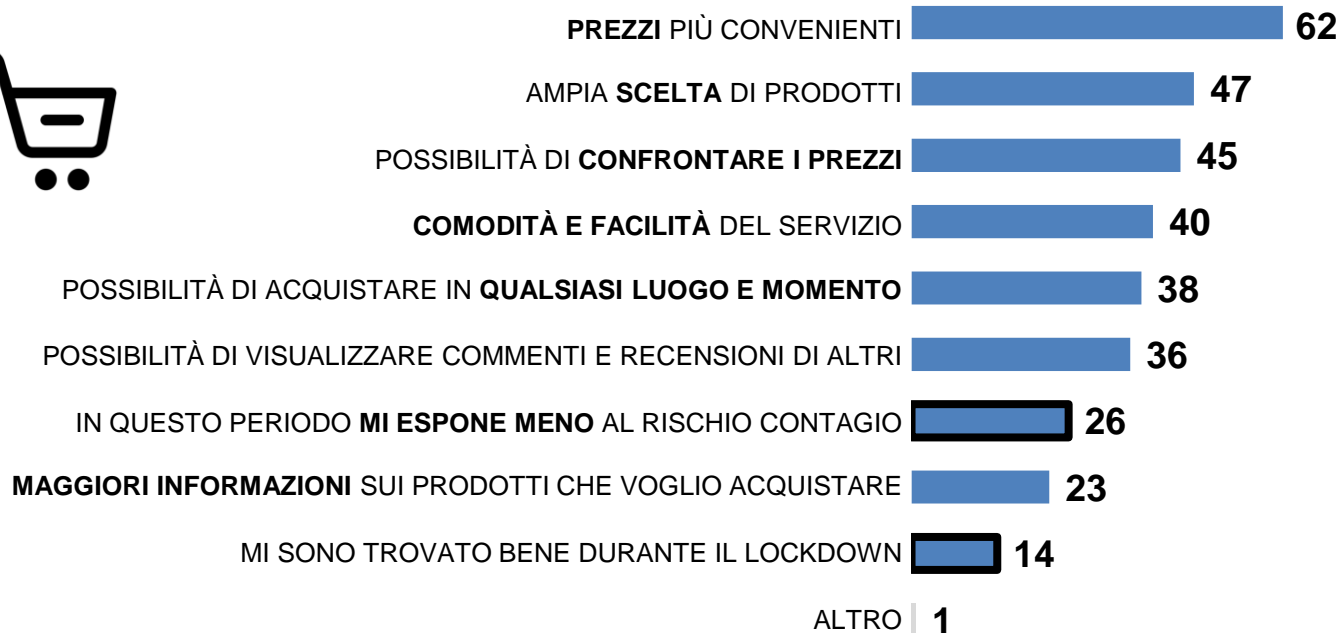 PREZZI PIÙ CONVENIENTI 62
AMPIA SCELTA DI PRODOTTI 47
POSSIBILITÀ DI CONFRONTARE I PREZZI 45
COMODITÀ E FACILITÀ DEL SERVIZIO 40
POSSIBILITÀ DI ACQUISTARE IN QUALSIASI LUOGO E MOMENTO 38
POSSIBILITÀ DI VISUALIZZARE COMMENTI E RECENSIONI DI ALTRI 36
IN QUESTO PERIODO MI ESPONE MENO AL RISCHIO CONTAGIO 26
MAGGIORI INFORMAZIONI SUI PRODOTTI CHE VOGLIO ACQUISTARE 23
MI SONO TROVATO BENE DURANTE IL LOCKDOWN 14
ALTRO 1